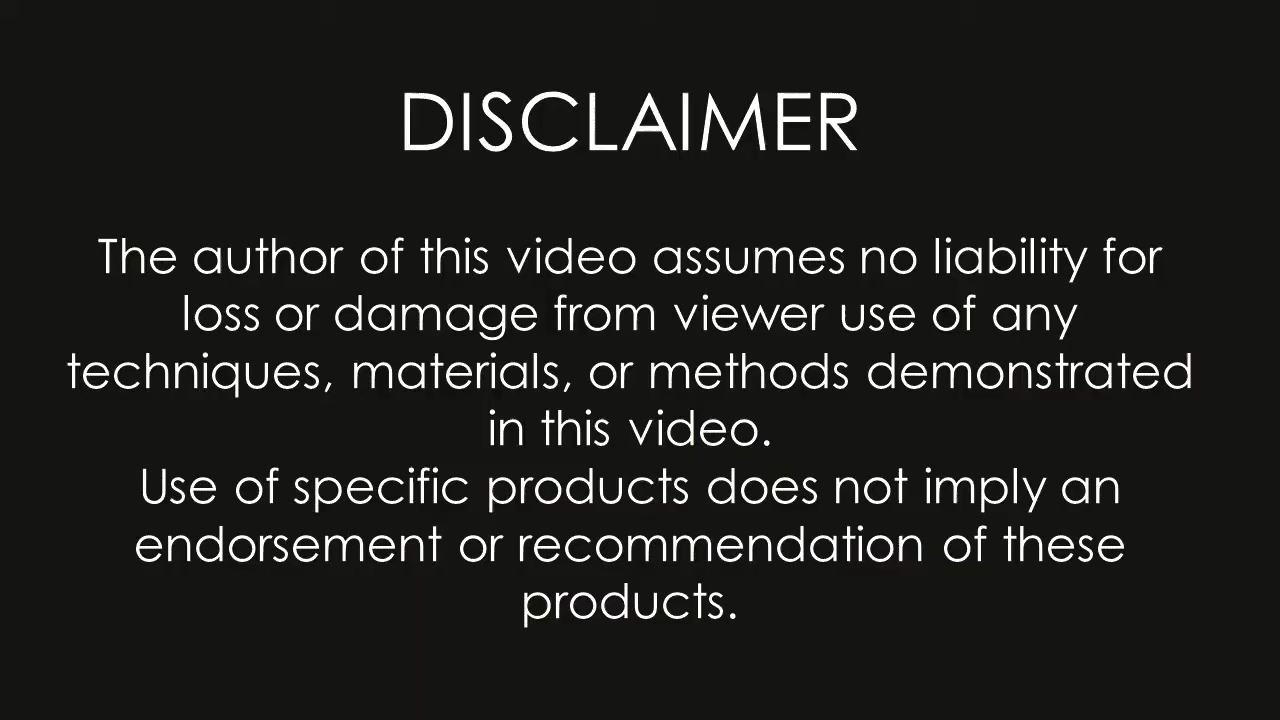 DISCLAIMER
The author of this video assumes no liability for
loss or damage from viewer use of any
techniques, materials, or methods demonstrated
in this video.
Use of specific products does not imply an
endorsement or recommendation of these
products.